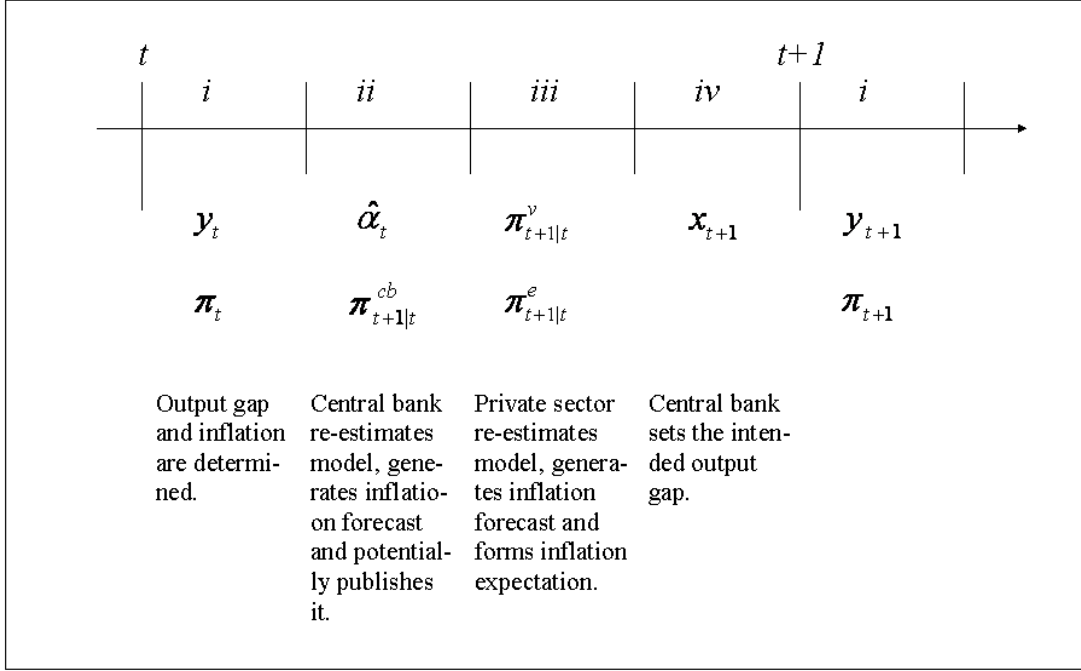 t t+1
i ii iii iv i
y_t α̂_t π^v_{t+1|t} x_{t+1} y_{t+1}
π_t π^{cb}_{t+1|t} π^e_{t+1|t} π_{t+1}
Output gap
and inflation
are determi-
ned.
Central bank
re-estimates
model, gene-
rates inflati-
on forecast
and potential-
ly publishes
it.
Private sector
re-estimates
model, genera-
tes inflation
forecast and
forms inflation
expectation.
Central bank
sets the inten-
ded output
gap.